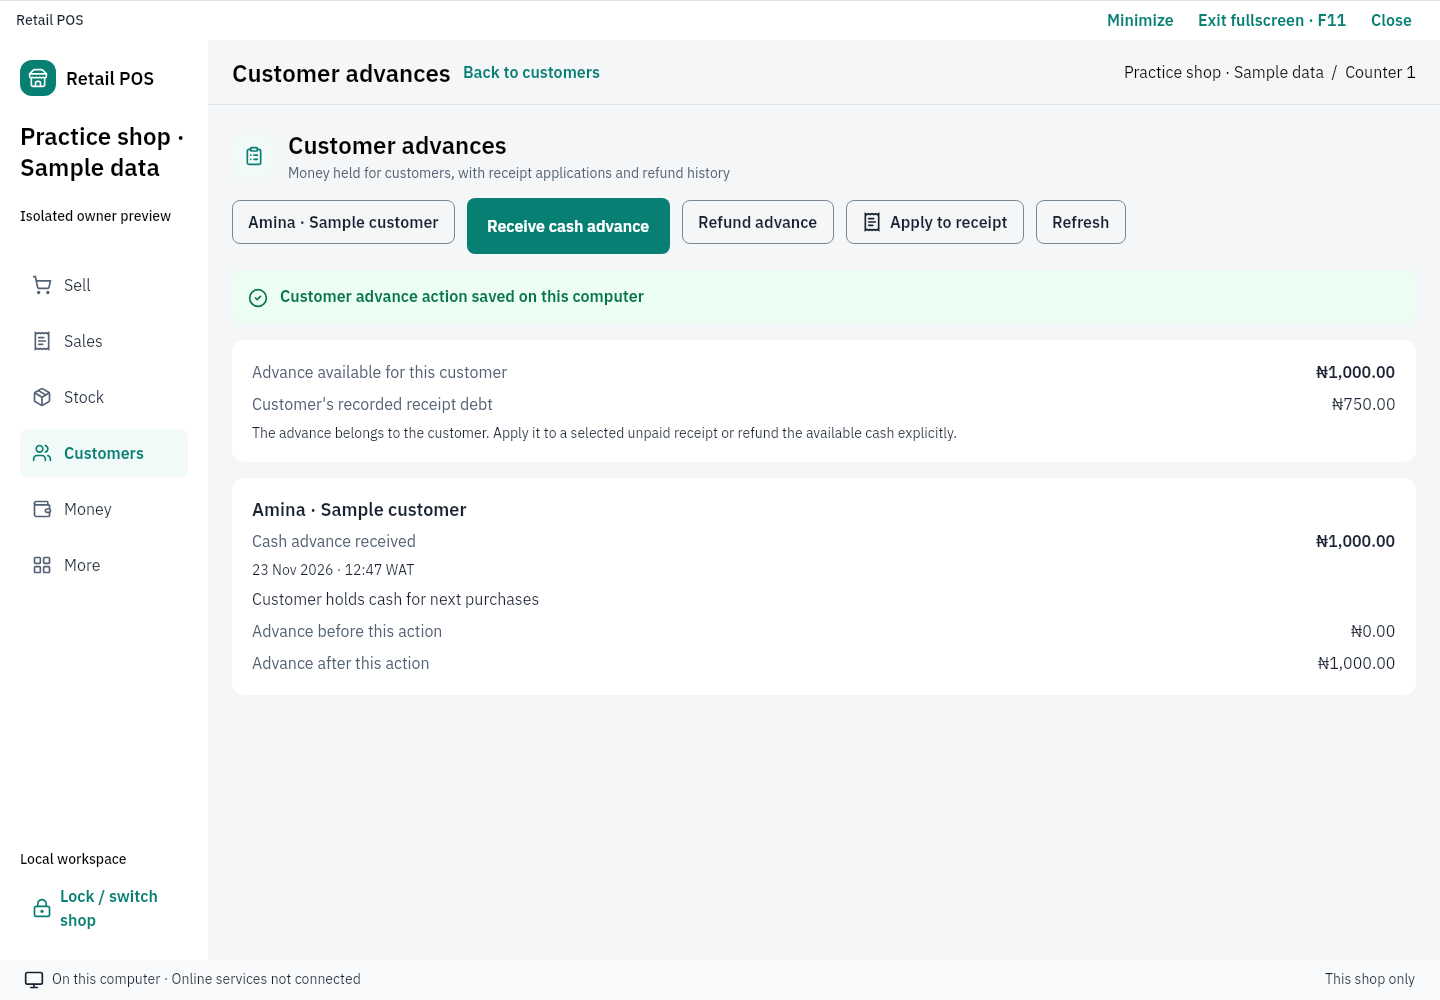 Retail POS
Minimize
Exit fullscreen · F11
Close
Retail POS
Practice shop ·
Sample data
Isolated owner preview
Sell
Sales
Stock
Customers
Money
More
Local workspace
Lock / switch
shop
Customer advances
Back to customers
Practice shop · Sample data / Counter 1
Customer advances
Money held for customers, with receipt applications and refund history
Amina · Sample customer
Receive cash advance
Refund advance
Apply to receipt
Refresh
Customer advance action saved on this computer
Advance available for this customer ₦1,000.00
Customer's recorded receipt debt ₦750.00
The advance belongs to the customer. Apply it to a selected unpaid receipt or refund the available cash explicitly.
Amina · Sample customer
Cash advance received ₦1,000.00
23 Nov 2026 · 12:47 WAT
Customer holds cash for next purchases
Advance before this action ₦0.00
Advance after this action ₦1,000.00
On this computer · Online services not connected
This shop only